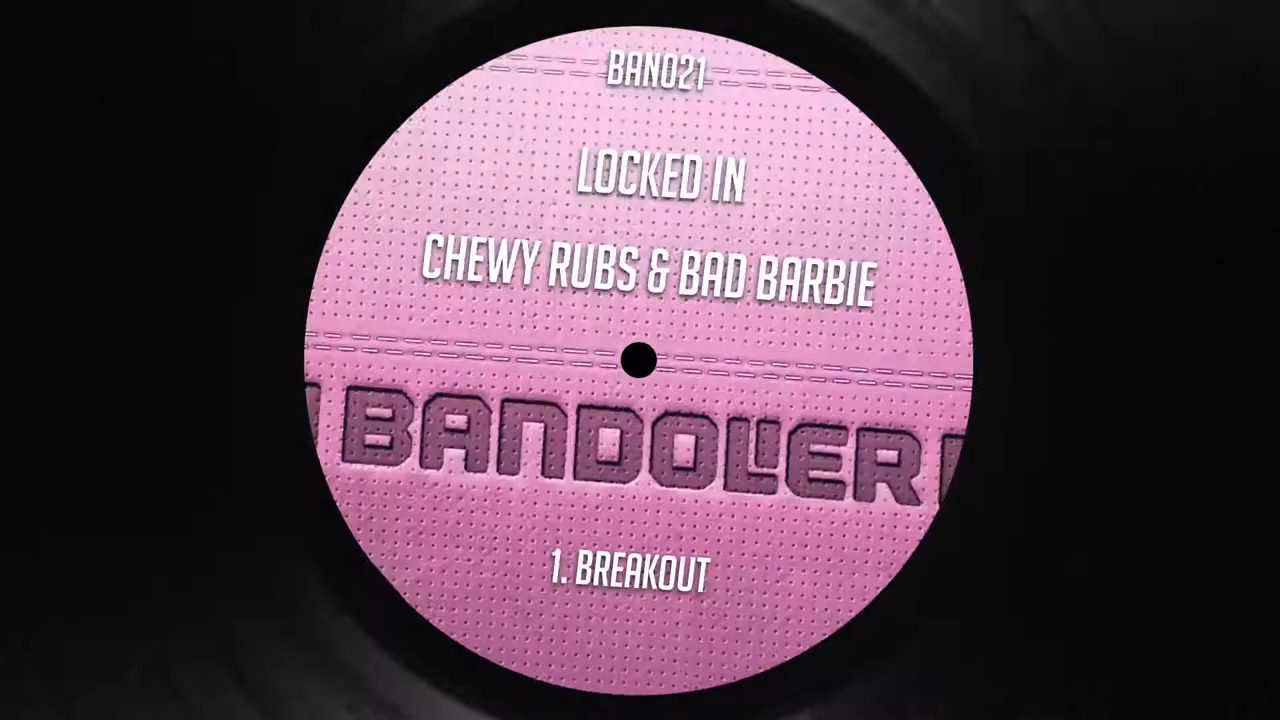 BAN021
LOCKED IN
CHEWY RUBS & BAD BARBIE
BANDOLIER
1. BREAKOUT